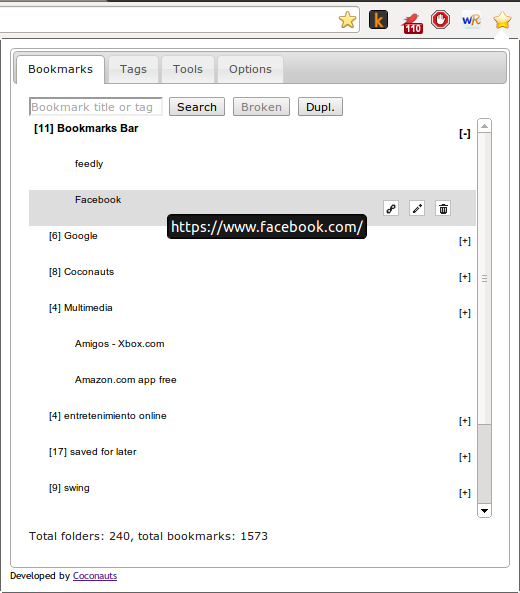 k
110
wR
Bookmarks Tags Tools Options
Bookmark title or tag Search Broken Dupl.
[11] Bookmarks Bar [-]
feedly
Facebook
https://www.facebook.com/
[6] Google [+]
[8] Coconauts [+]
[4] Multimedia [+]
Amigos - Xbox.com
Amazon.com app free
[4] entretenimiento online [+]
[17] saved for later [+]
[9] swing [+]
Total folders: 240, total bookmarks: 1573
Developed by Coconauts